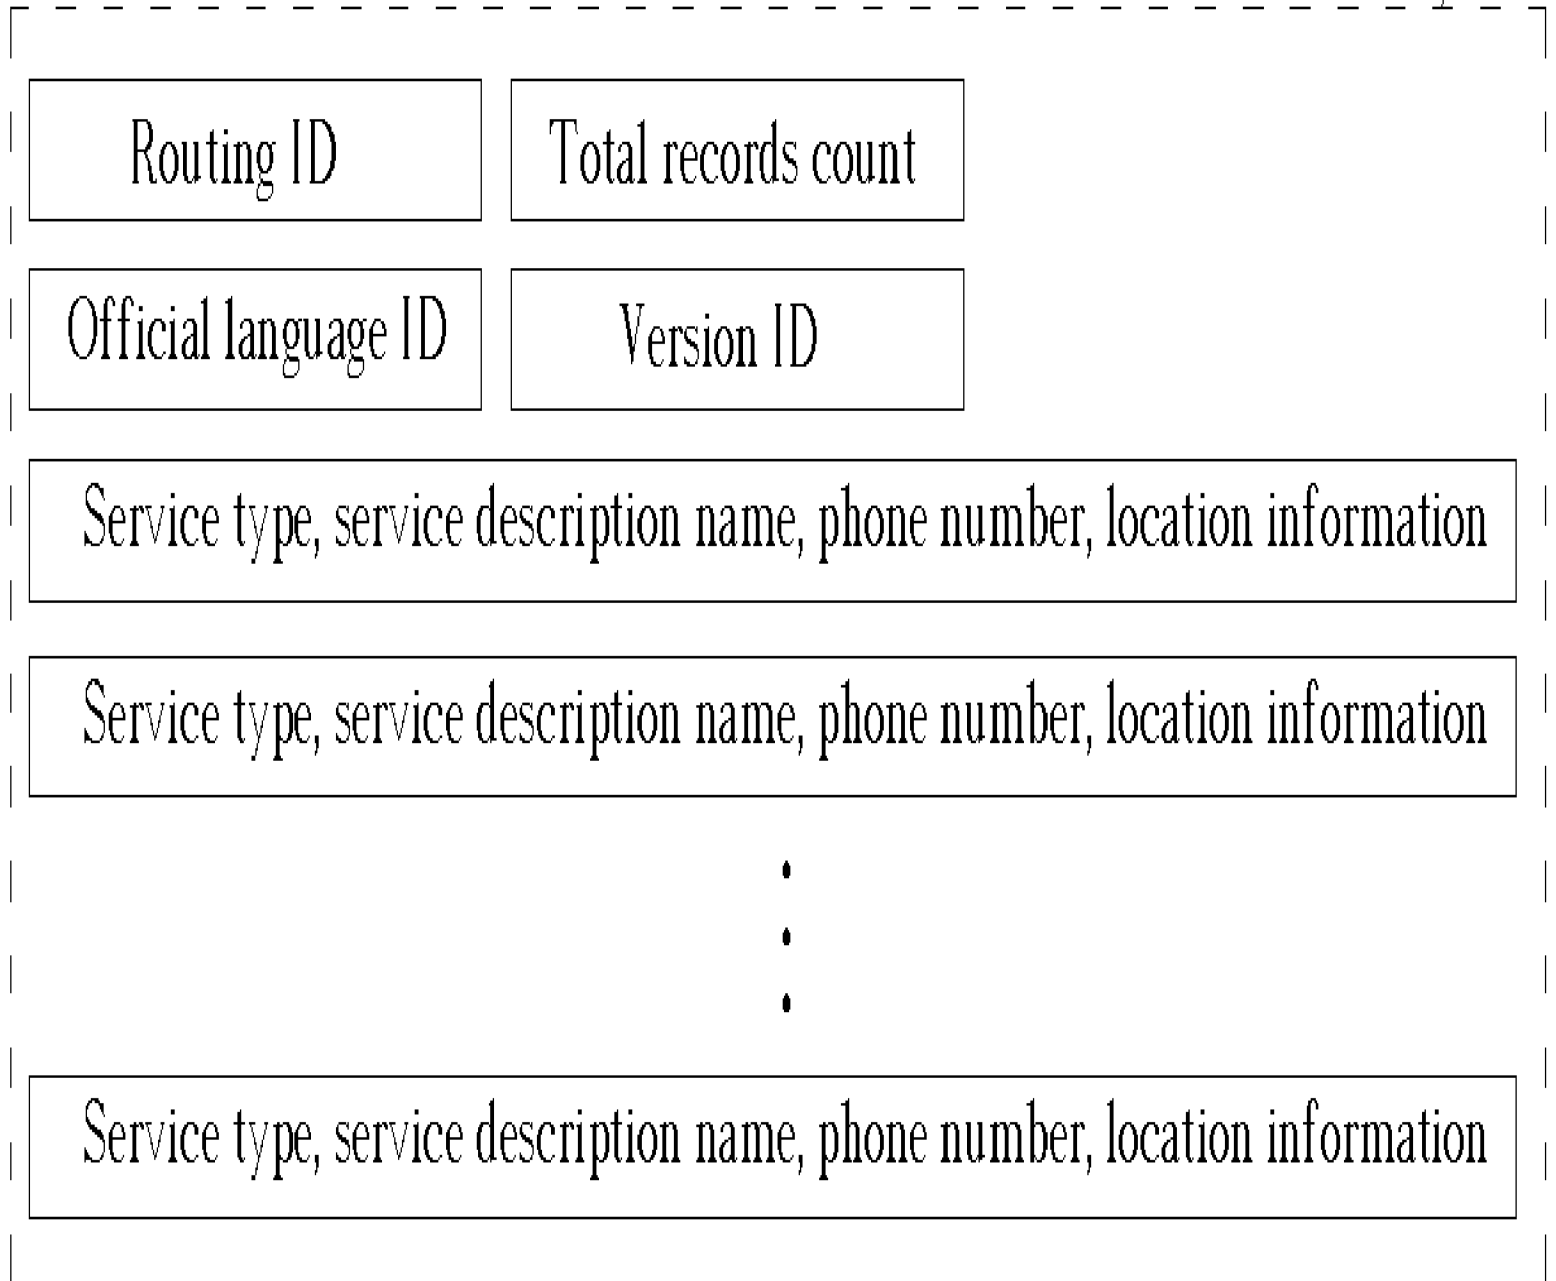 Routing ID
Total records count
Official language ID
Version ID
Service type, service description name, phone number, location information
Service type, service description name, phone number, location information
Service type, service description name, phone number, location information